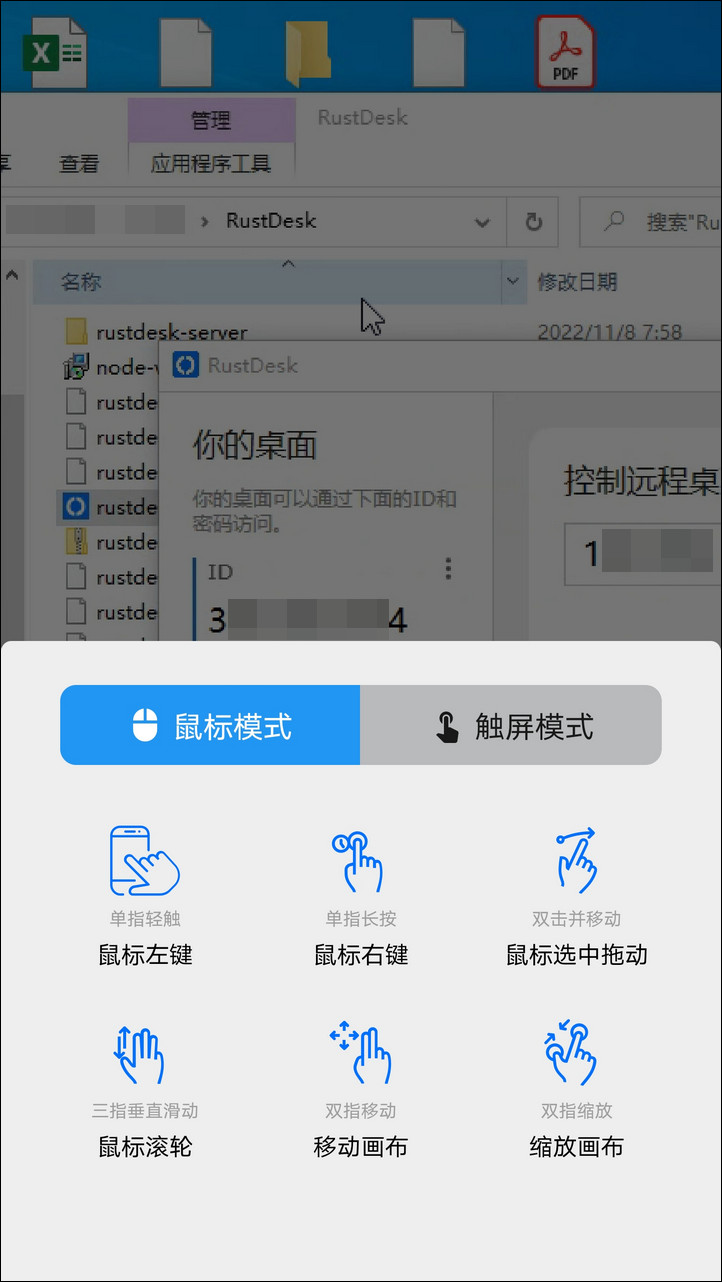 PDF
管理
RustDesk
查看
应用程序工具
RustDesk
搜索"Ru
名称
修改日期
rustdesk-server
2022/11/8 7:58
node-
RustDesk
rustde
rustde
rustde
rustde
rustde
rustde
rustde
你的桌面
你的桌面可以通过下面的ID和
密码访问。
控制远程桌
ID
1
3
4
鼠标模式
触屏模式
单指轻触
鼠标左键
单指长按
鼠标右键
双击并移动
鼠标选中拖动
三指垂直滑动
鼠标滚轮
双指移动
移动画布
双指缩放
缩放画布